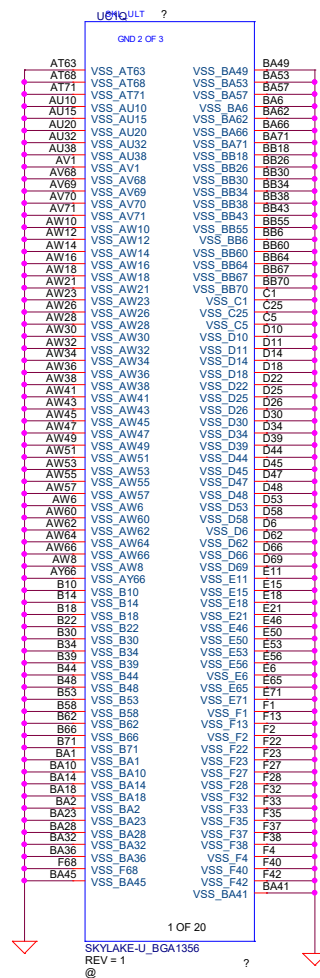 UC1Q
SKL_ULT
?
GND 2 OF 3
AT63 VSS_AT63 VSS_BA49 BA49
AT68 VSS_AT68 VSS_BA53 BA53
AT71 VSS_AT71 VSS_BA57 BA57
AU10 VSS_AU10 VSS_BA6 BA6
AU15 VSS_AU15 VSS_BA62 BA62
AU20 VSS_AU20 VSS_BA66 BA66
AU32 VSS_AU32 VSS_BA71 BA71
AU38 VSS_AU38 VSS_BB18 BB18
AV1 VSS_AV1 VSS_BB26 BB26
AV68 VSS_AV68 VSS_BB30 BB30
AV69 VSS_AV69 VSS_BB34 BB34
AV70 VSS_AV70 VSS_BB38 BB38
AV71 VSS_AV71 VSS_BB43 BB43
AW10 VSS_AW10 VSS_BB55 BB55
AW12 VSS_AW12 VSS_BB6 BB6
AW14 VSS_AW14 VSS_BB60 BB60
AW16 VSS_AW16 VSS_BB64 BB64
AW18 VSS_AW18 VSS_BB67 BB67
AW21 VSS_AW21 VSS_BB70 BB70
AW23 VSS_AW23 VSS_C1 C1
AW26 VSS_AW26 VSS_C25 C25
AW28 VSS_AW28 VSS_C5 C5
AW30 VSS_AW30 VSS_D10 D10
AW32 VSS_AW32 VSS_D11 D11
AW34 VSS_AW34 VSS_D14 D14
AW36 VSS_AW36 VSS_D18 D18
AW38 VSS_AW38 VSS_D22 D22
AW41 VSS_AW41 VSS_D25 D25
AW43 VSS_AW43 VSS_D26 D26
AW45 VSS_AW45 VSS_D30 D30
AW47 VSS_AW47 VSS_D34 D34
AW49 VSS_AW49 VSS_D39 D39
AW51 VSS_AW51 VSS_D44 D44
AW53 VSS_AW53 VSS_D45 D45
AW55 VSS_AW55 VSS_D47 D47
AW57 VSS_AW57 VSS_D48 D48
AW6 VSS_AW6 VSS_D53 D53
AW60 VSS_AW60 VSS_D58 D58
AW62 VSS_AW62 VSS_D6 D6
AW64 VSS_AW64 VSS_D62 D62
AW66 VSS_AW66 VSS_D66 D66
AW8 VSS_AW8 VSS_D69 D69
AY66 VSS_AY66 VSS_E11 E11
B10 VSS_B10 VSS_E15 E15
B14 VSS_B14 VSS_E18 E18
B18 VSS_B18 VSS_E21 E21
B22 VSS_B22 VSS_E46 E46
B30 VSS_B30 VSS_E50 E50
B34 VSS_B34 VSS_E53 E53
B39 VSS_B39 VSS_E56 E56
B44 VSS_B44 VSS_E6 E6
B48 VSS_B48 VSS_E65 E65
B53 VSS_B53 VSS_E71 E71
B58 VSS_B58 VSS_F1 F1
B62 VSS_B62 VSS_F13 F13
B66 VSS_B66 VSS_F2 F2
B71 VSS_B71 VSS_F22 F22
BA1 VSS_BA1 VSS_F23 F23
BA10 VSS_BA10 VSS_F27 F27
BA14 VSS_BA14 VSS_F28 F28
BA18 VSS_BA18 VSS_F32 F32
BA2 VSS_BA2 VSS_F33 F33
BA23 VSS_BA23 VSS_F35 F35
BA28 VSS_BA28 VSS_F37 F37
BA32 VSS_BA32 VSS_F38 F38
BA36 VSS_BA36 VSS_F4 F4
F68 VSS_F68 VSS_F40 F40
BA45 VSS_BA45 VSS_F42 F42
VSS_BA41 BA41
1 OF 20
SKYLAKE-U_BGA1356
REV = 1
?
@